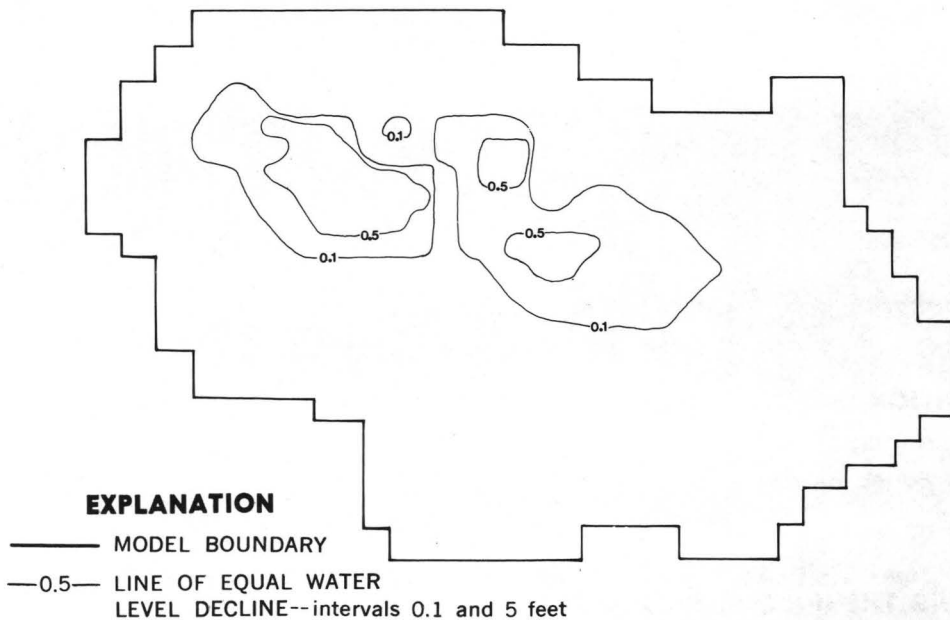 0.1
0.5
0.5
0.5
0.1
0.1
EXPLANATION
MODEL BOUNDARY
0.5 LINE OF EQUAL WATER
LEVEL DECLINE--intervals 0.1 and 5 feet